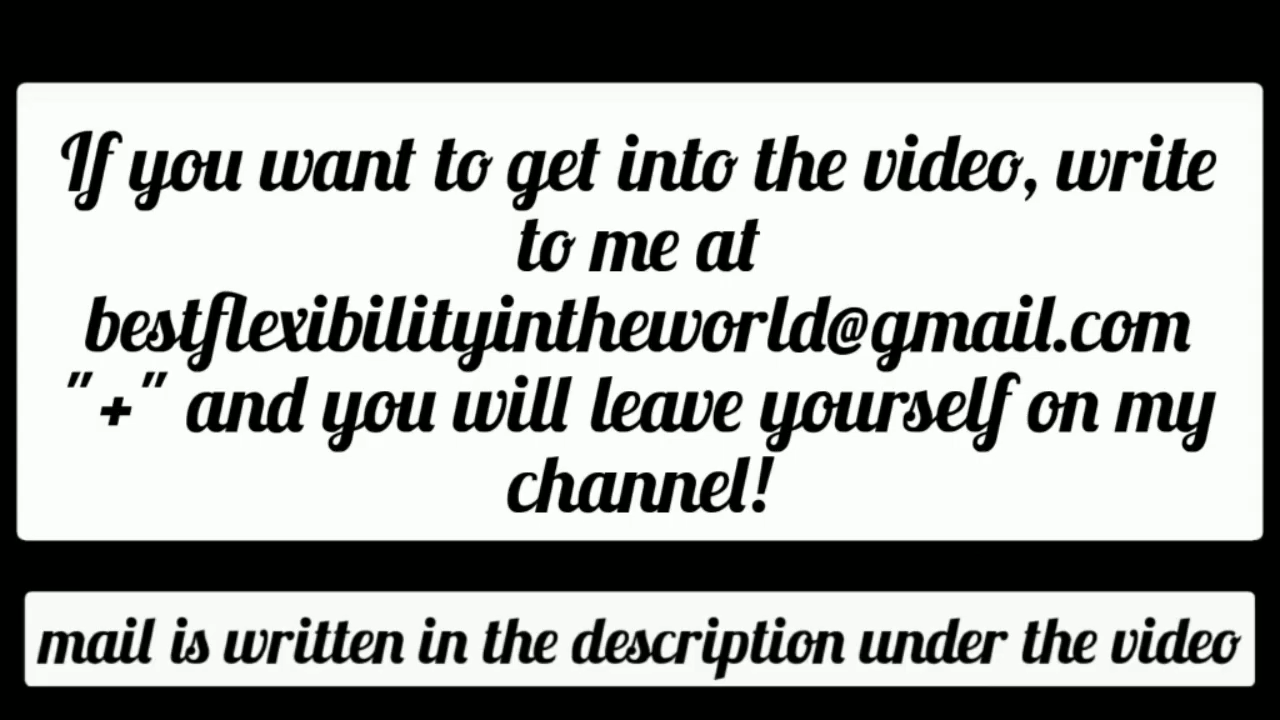 If you want to get into the video, write
to me at
bestflexibilityintheworld@gmail.com
"+" and you will leave yourself on my
channel!
mail is written in the description under the video